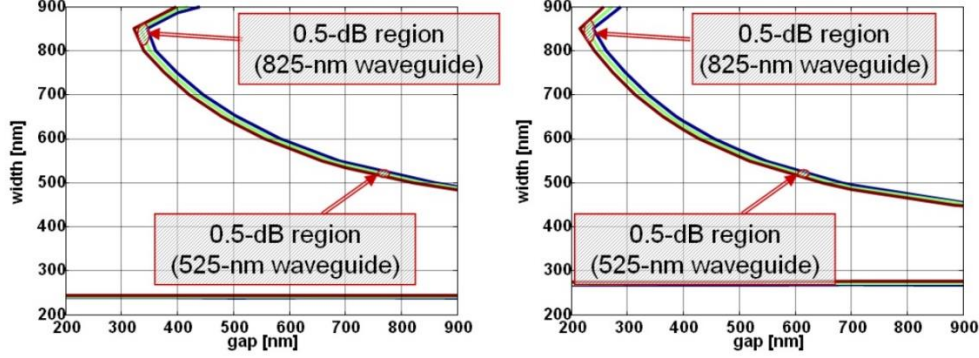 900
800
700
600
500
400
300
200
width [nm]
0.5-dB region
(825-nm waveguide)
0.5-dB region
(525-nm waveguide)
200 300 400 500 600 700 800 900
gap [nm]
900
800
700
600
500
400
300
200
width [nm]
0.5-dB region
(825-nm waveguide)
0.5-dB region
(525-nm waveguide)
200 300 400 500 600 700 800 900
gap [nm]